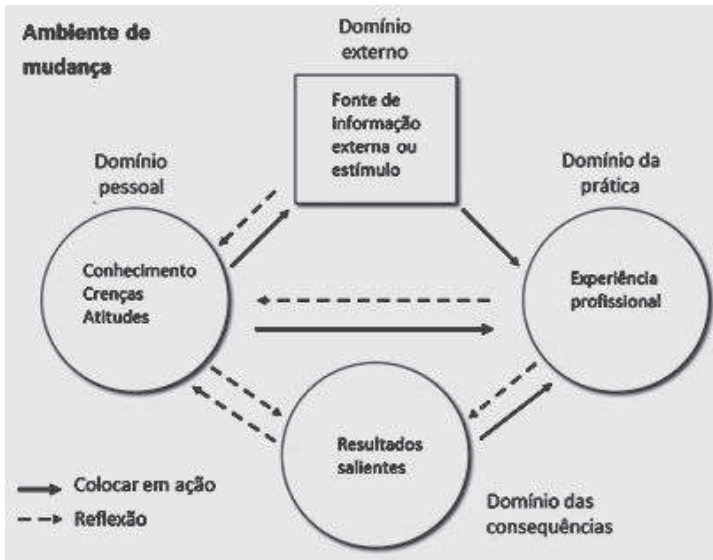 Ambiente de
mudança
Domínio
externo
Fonte de
informação
externa ou
estímulo
Domínio
pessoal
Domínio da
prática
Conhecimento
Crenças
Atitudes
Experiência
profissional
Resultados
salientes
Colocar em ação
Reflexão
Domínio das
consequências